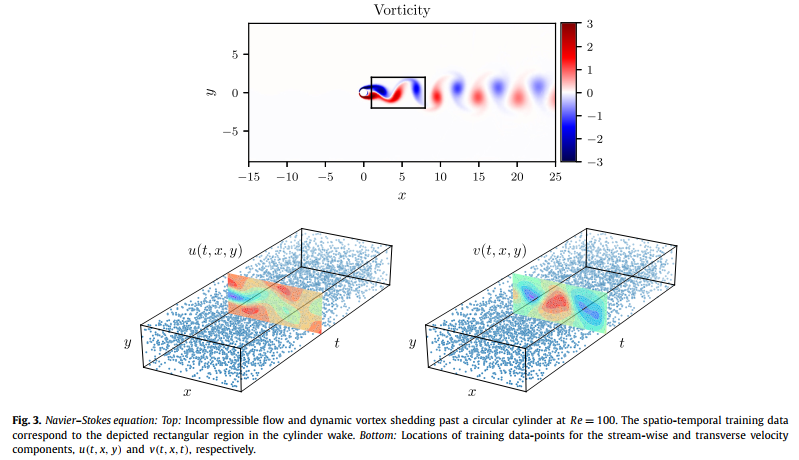 Vorticity
5
0
−5
y
−15 −10 −5 0 5 10 15 20 25
x
3
2
1
0
−1
−2
−3
u(t, x, y)
y
x
t
v(t, x, y)
y
x
t
Fig. 3. Navier–Stokes equation: Top: Incompressible flow and dynamic vortex shedding past a circular cylinder at Re = 100. The spatio-temporal training data
correspond to the depicted rectangular region in the cylinder wake. Bottom: Locations of training data-points for the stream-wise and transverse velocity
components, u(t, x, y) and v(t, x, t), respectively.